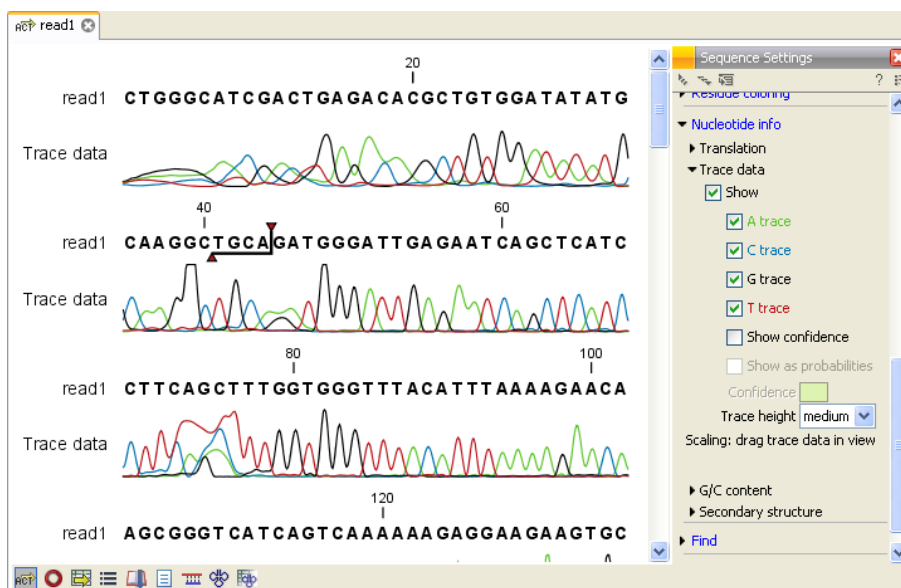 ACT read1
20
read1 CTGGGCATCGACTGAGACACGCTGTGGATATATG
Trace data
40 60
read1 CAAGGCTGCAGATGGGATTGAGAATCAGCTCATC
Trace data
80 100
read1 CTTCAGCTTTGGTGGGTTTACATTTAAAAGAACA
Trace data
120
read1 AGCGGGTCATCAGTCAAAAAAGAGGAAGAAGTGC
ACT
Sequence Settings
?
Residue coloring
Nucleotide info
Translation
Trace data
Show
A trace
C trace
G trace
T trace
Show confidence
Show as probabilities
Confidence
Trace height medium
Scaling: drag trace data in view
G/C content
Secondary structure
Find